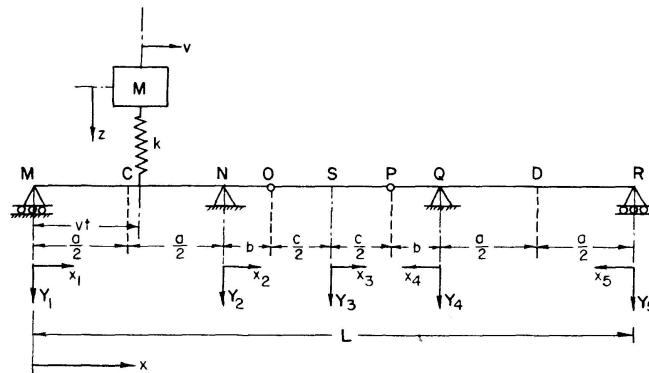 v
M
z
k
M C N O S P Q D R
vt
a/2 a/2 b c/2 c/2 b a/2 a/2
x₁ x₂ x₃ x₄ x₅
Y₁ Y₂ Y₃ Y₄ Y₅
L
x